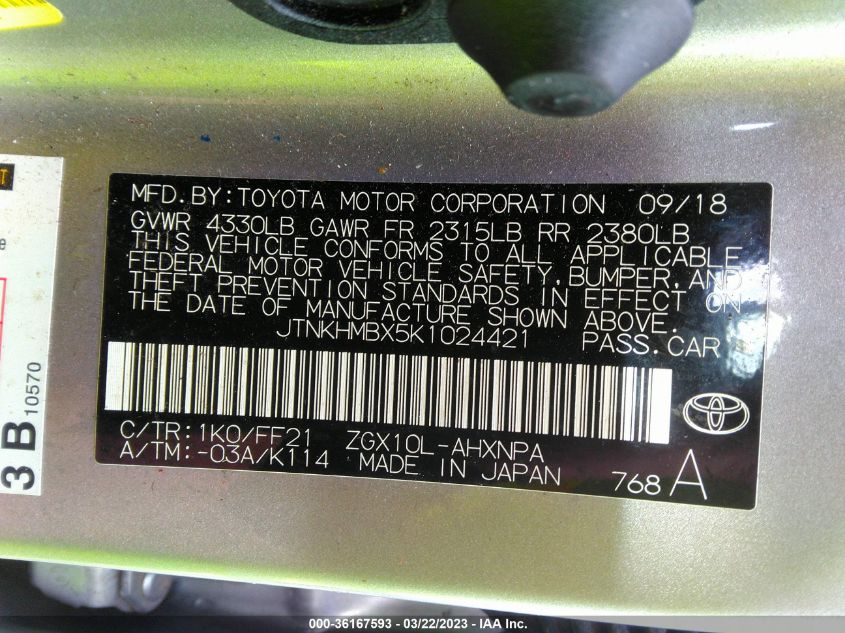 MFD.BY:TOYOTA MOTOR CORPORATION 09/18
GVWR 4330LB GAWR FR 2315LB RR 2380LB
THIS VEHICLE CONFORMS TO ALL APPLICABLE
FEDERAL MOTOR VEHICLE SAFETY,BUMPER,AND
THEFT PREVENTION STANDARDS IN EFFECT ON
THE DATE OF MANUFACTURE SHOWN ABOVE.
JTNKHMBX5K1024421 PASS.CAR
C/TR:1K0/FF21 ZGX10L-AHXNPA
A/TM:-03A/K114 MADE IN JAPAN 768A
3B 10570
000-36167593 - 03/22/2023 - IAA Inc.